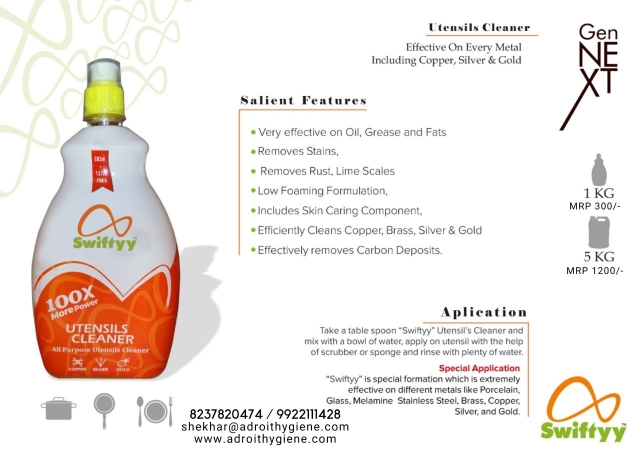 Utensils Cleaner
Effective On Every Metal
Including Copper, Silver & Gold
Gen
NE
XT
Salient Features
Very effective on Oil, Grease and Fats
Removes Stains,
Removes Rust, Lime Scales
Low Foaming Formulation,
Includes Skin Caring Component,
Efficiently Cleans Copper, Brass, Silver & Gold
Effectively removes Carbon Deposits.
1 KG
MRP 300/-
5 KG
MRP 1200/-
FREE
Swiftyy
100X
More Power
UTENSILS
CLEANER
All Purpose Utensils Cleaner
COPPER SILVER GOLD
Aplication
Take a table spoon “Swiftyy” Utensil’s Cleaner and
mix with a bowl of water, apply on utensil with the help
of scrubber or sponge and rinse with plenty of water.
Special Application
“Swiftyy” is special formation which is extremely
effective on different metals like Porcelain,
Glass, Melamine Stainless Steel, Brass, Copper,
Silver, and Gold.
8237820474 / 9922111428
shekhar@adroithygiene.com
www.adroithygiene.com
Swiftyy